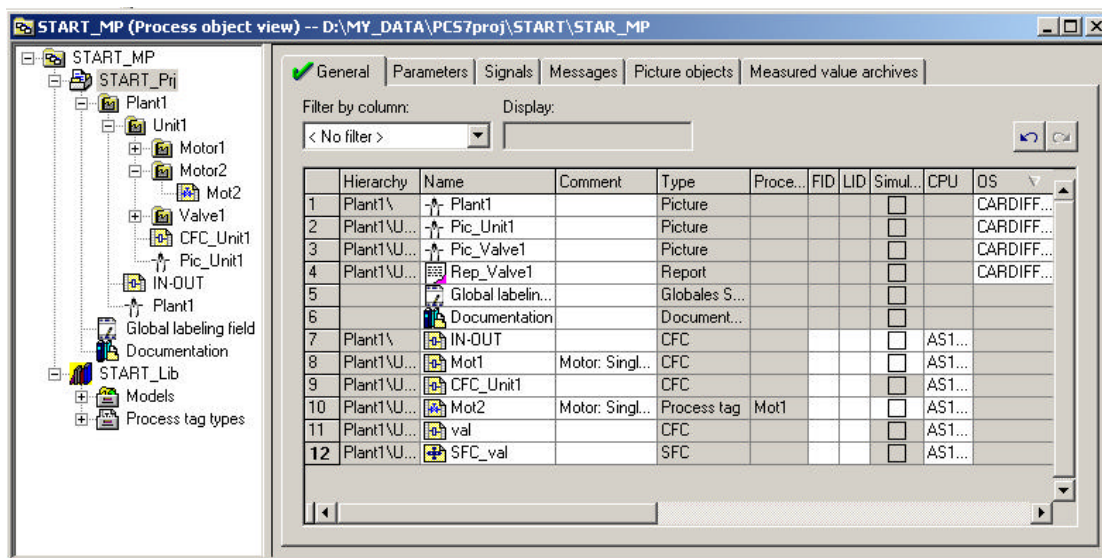 START_MP (Process object view) -- D:\MY_DATA\PCS7proj\START\STAR_MP
START_MP
START_Prj
Plant1
Unit1
Motor1
Motor2
Mot2
Valve1
CFC_Unit1
Pic_Unit1
IN-OUT
Plant1
Global labeling field
Documentation
START_Lib
Models
Process tag types
General Parameters Signals Messages Picture objects Measured value archives
Filter by column: Display:
< No filter >
Hierarchy Name Comment Type Proce... FID LID Simul... CPU OS
1 Plant1\ Plant1 Picture CARDIFF...
2 Plant1\U... Pic_Unit1 Picture CARDIFF...
3 Plant1\U... Pic_Valve1 Picture CARDIFF...
4 Plant1\U... Rep_Valve1 Report CARDIFF...
5 Global labelin... Globales S...
6 Documentation Document...
7 Plant1\ IN-OUT CFC AS1...
8 Plant1\U... Mot1 Motor: Singl... CFC AS1...
9 Plant1\U... CFC_Unit1 CFC AS1...
10 Plant1\U... Mot2 Motor: Singl... Process tag Mot1 AS1...
11 Plant1\U... val CFC AS1...
12 Plant1\U... SFC_val SFC AS1...